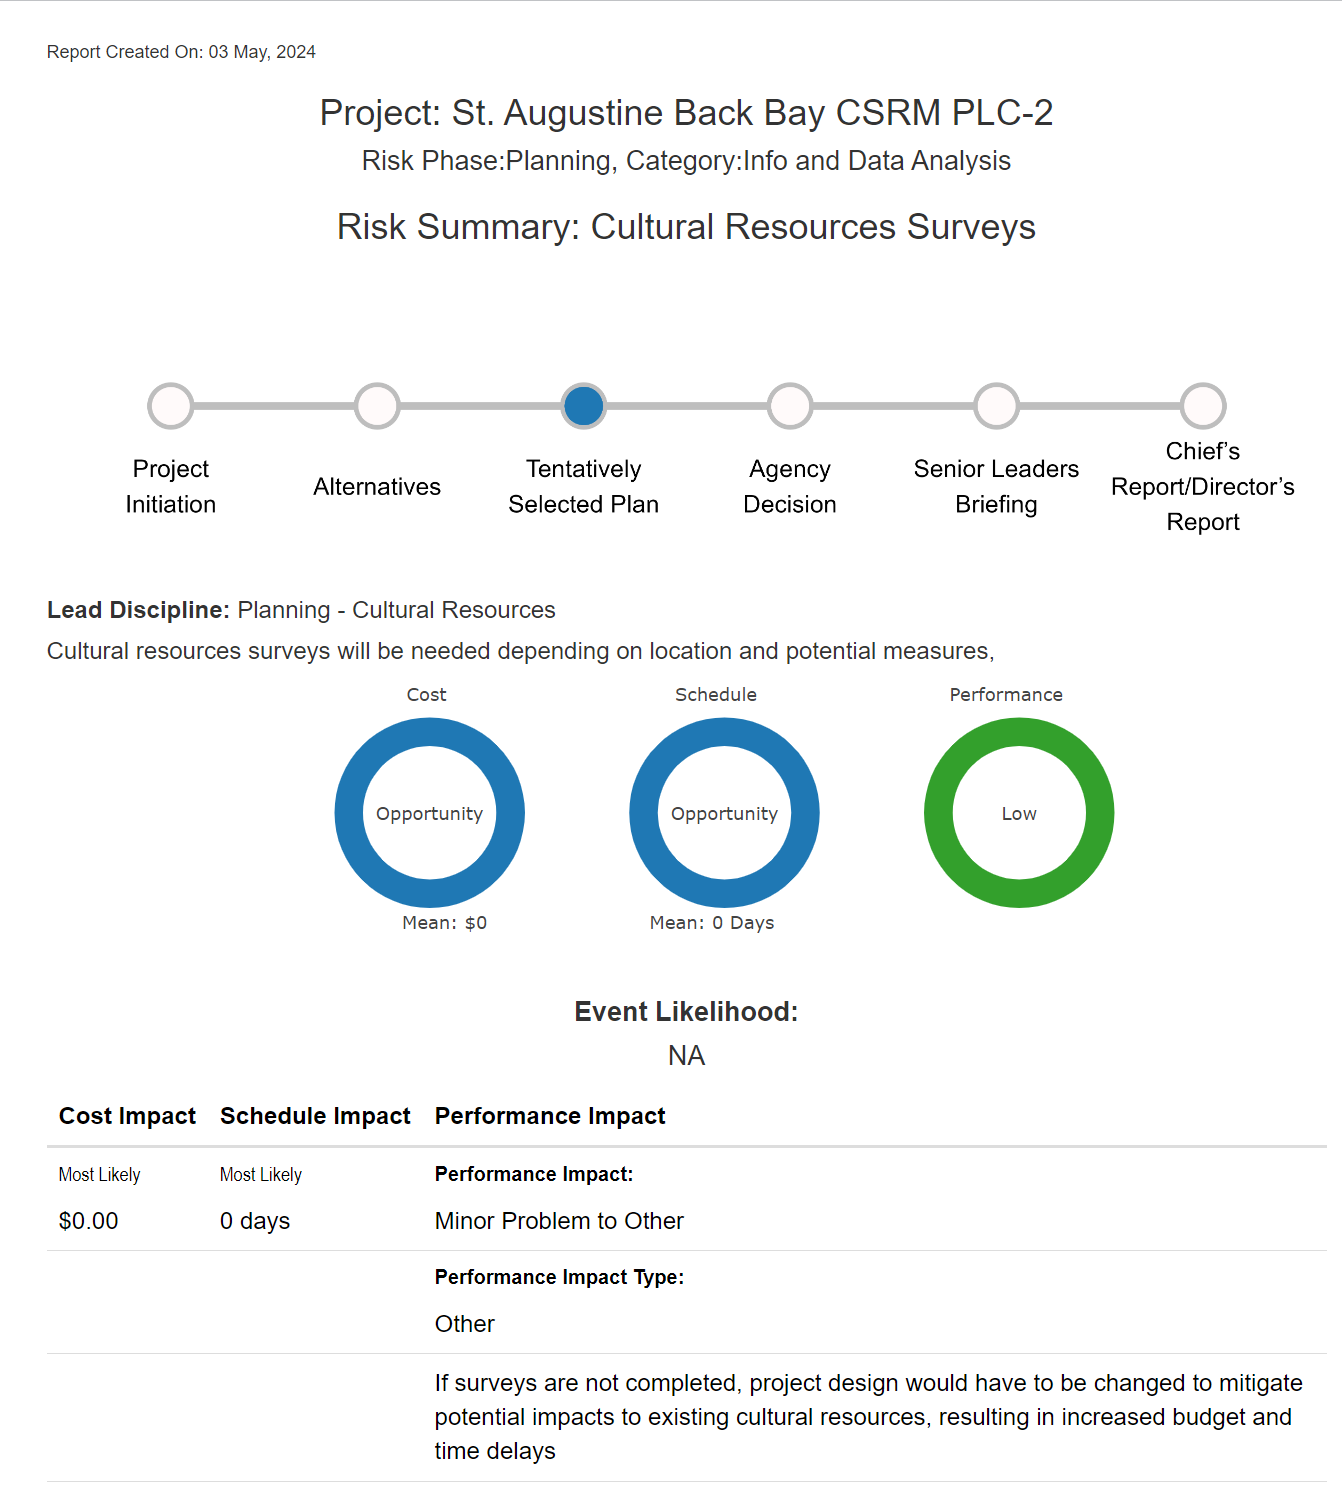 Report Created On: 03 May, 2024
Project: St. Augustine Back Bay CSRM PLC-2
Risk Phase:Planning, Category:Info and Data Analysis
Risk Summary: Cultural Resources Surveys
Project
Initiation
Alternatives
Tentatively
Selected Plan
Agency
Decision
Senior Leaders
Briefing
Chief’s
Report/Director’s
Report
Lead Discipline: Planning - Cultural Resources
Cultural resources surveys will be needed depending on location and potential measures,
Cost
Opportunity
Mean: $0
Schedule
Opportunity
Mean: 0 Days
Performance
Low
Event Likelihood:
NA
Cost Impact Schedule Impact Performance Impact
Most Likely Most Likely Performance Impact:
$0.00 0 days Minor Problem to Other
Performance Impact Type:
Other
If surveys are not completed, project design would have to be changed to mitigate
potential impacts to existing cultural resources, resulting in increased budget and
time delays